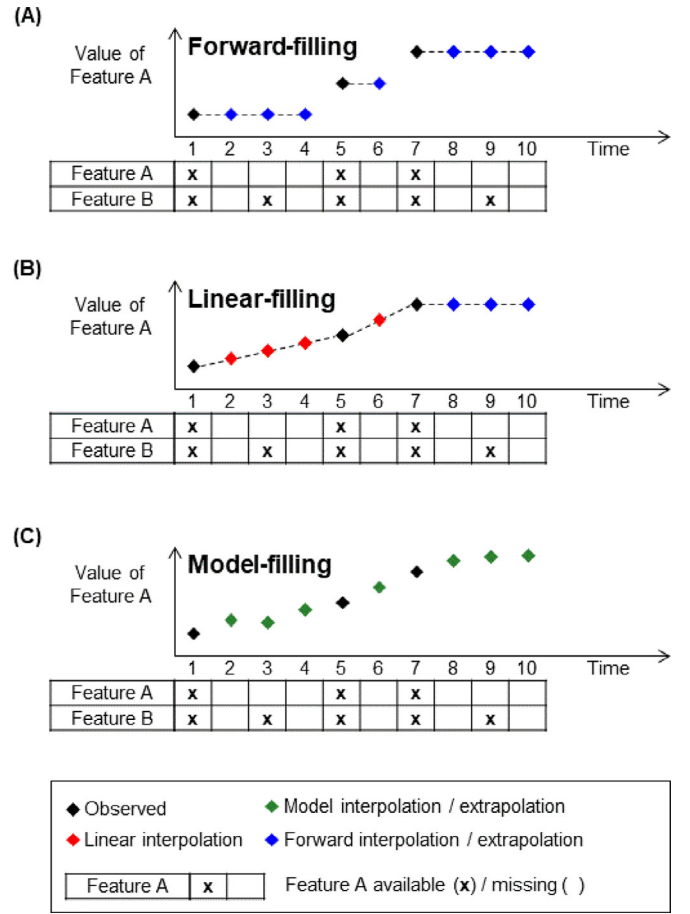 (A)
Forward-filling
Value of
Feature A
1 2 3 4 5 6 7 8 9 10 Time
Feature A x x x
Feature B x x x x x
(B)
Linear-filling
Value of
Feature A
1 2 3 4 5 6 7 8 9 10 Time
Feature A x x x
Feature B x x x x x
(C)
Model-filling
Value of
Feature A
1 2 3 4 5 6 7 8 9 10 Time
Feature A x x x
Feature B x x x x x
Observed Model interpolation / extrapolation
Linear interpolation Forward interpolation / extrapolation
Feature A x Feature A available (x) / missing ( )